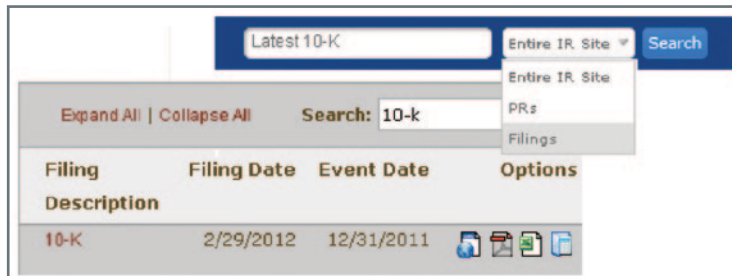 Latest 10-K Entire IR Site Search
Entire IR Site
PRs
Filings
Expand All | Collapse All Search: 10-k
Filing Filing Date Event Date Options
Description
10-K 2/29/2012 12/31/2011